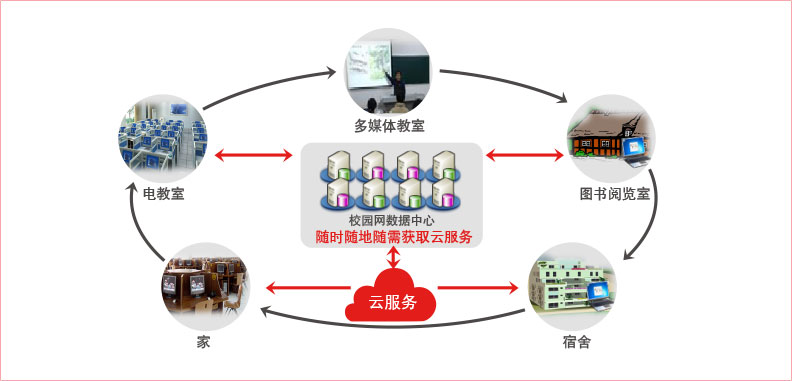 多媒体教室
电教室
图书阅览室
校园网数据中心
随时随地随需获取云服务
云服务
家
宿舍